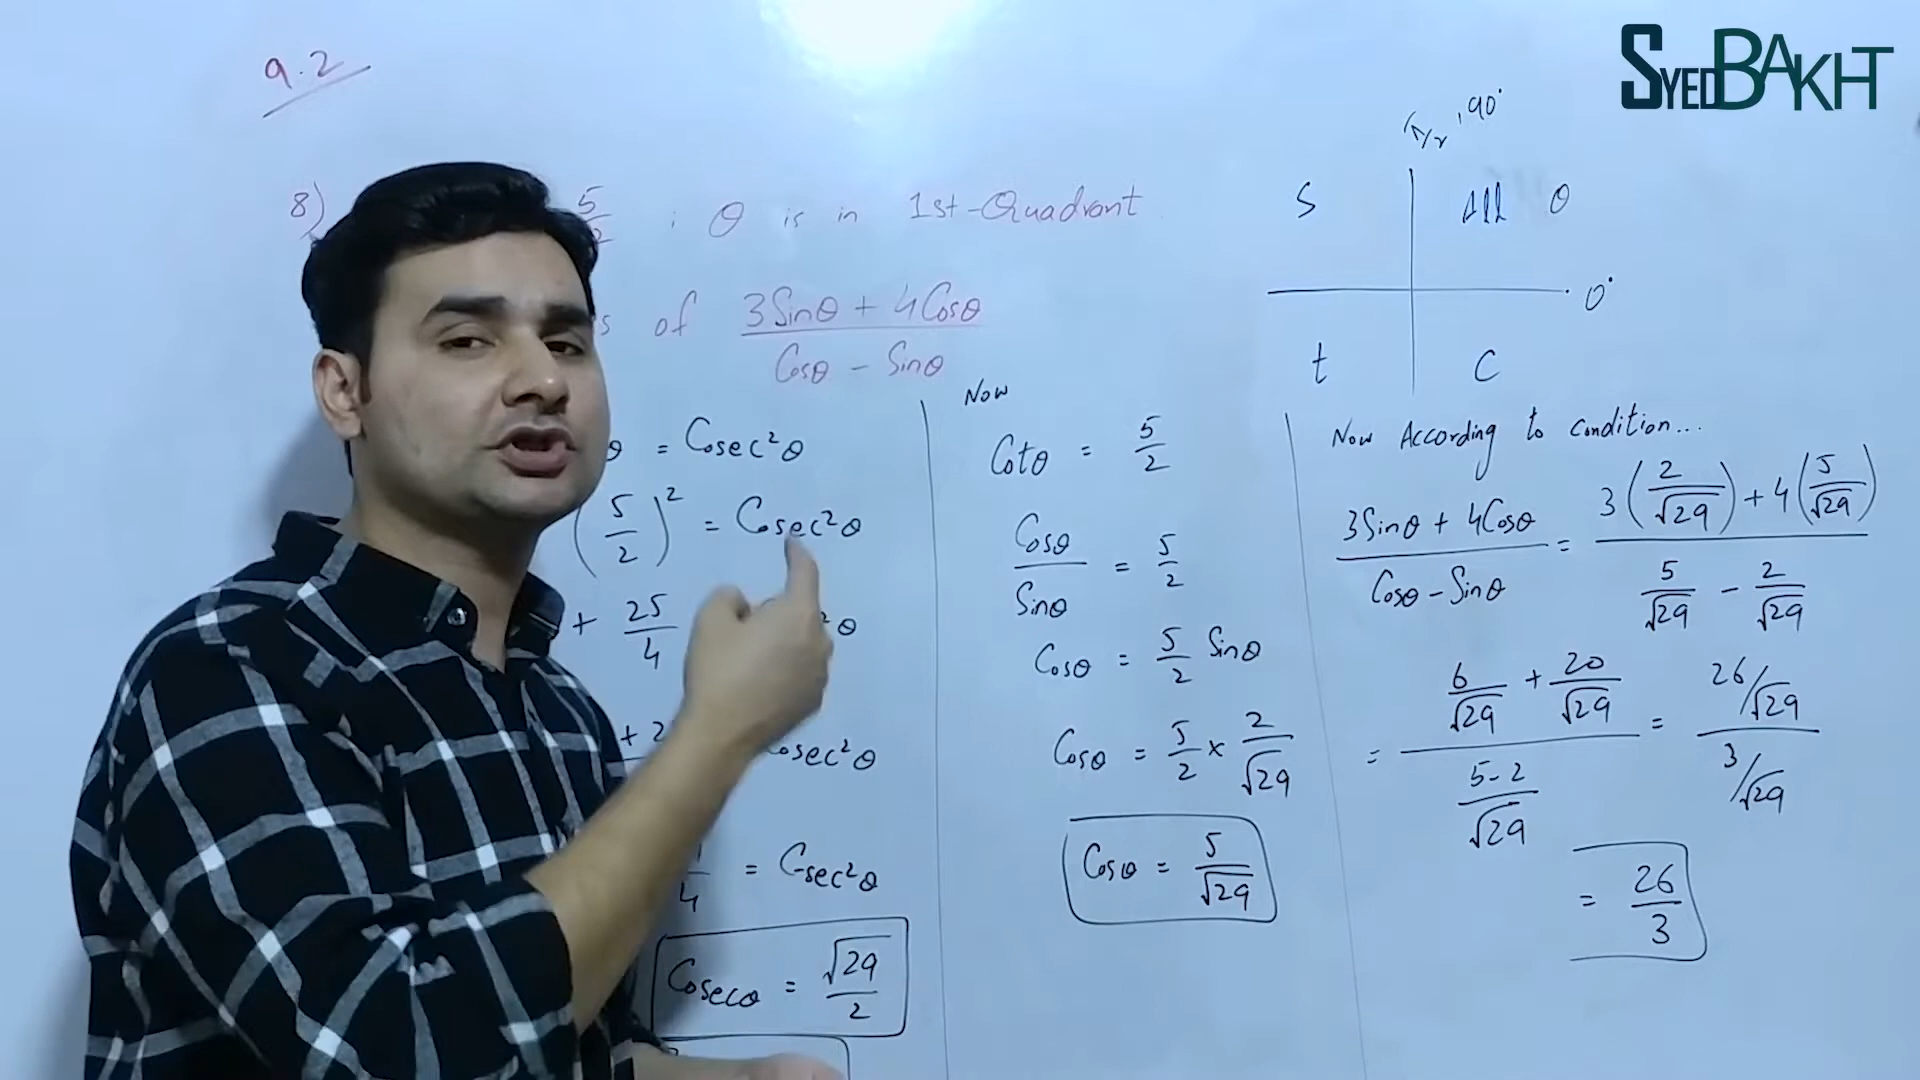 SYEDBAKHT
9.2
π/2, 90°
S All θ
0°
t C
8) 5/2 ; θ is in 1st-Quadrant
of (3Sinθ + 4Cosθ)/(Cosθ - Sinθ)
θ = Cosec²θ
(5/2)² = Cosec²θ
+ 25/4 ²θ
+ 2 Cosec²θ
/4 = Cosec²θ
Cosecθ = √29/2
Now
Cotθ = 5/2
Cosθ/Sinθ = 5/2
Cosθ = 5/2 Sinθ
Cosθ = 5/2 × 2/√29
Cosθ = 5/√29
Now According to condition...
(3Sinθ + 4Cosθ)/(Cosθ - Sinθ) = (3(2/√29) + 4(5/√29))/(5/√29 - 2/√29)
= (6/√29 + 20/√29)/((5-2)/√29) = (26/√29)/(3/√29)
= 26/3